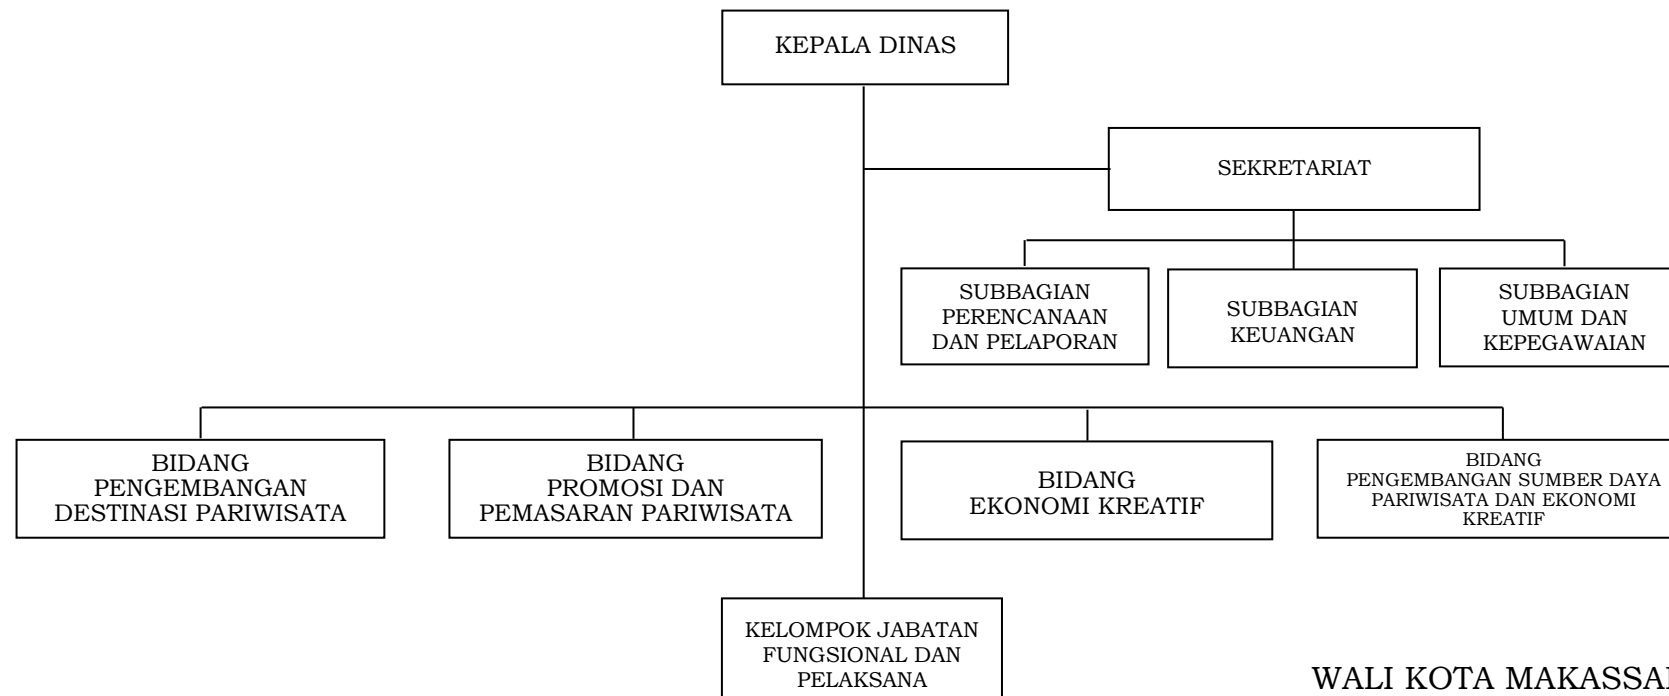 KEPALA DINAS
SEKRETARIAT
SUBBAGIAN
PERENCANAAN
DAN PELAPORAN
SUBBAGIAN
KEUANGAN
SUBBAGIAN
UMUM DAN
KEPEGAWAIAN
BIDANG
PENGEMBANGAN
DESTINASI PARIWISATA
BIDANG
PROMOSI DAN
PEMASARAN PARIWISATA
BIDANG
EKONOMI KREATIF
BIDANG
PENGEMBANGAN SUMBER DAYA
PARIWISATA DAN EKONOMI
KREATIF
KELOMPOK JABATAN
FUNGSIONAL DAN
PELAKSANA
WALI KOTA MAKASSAR